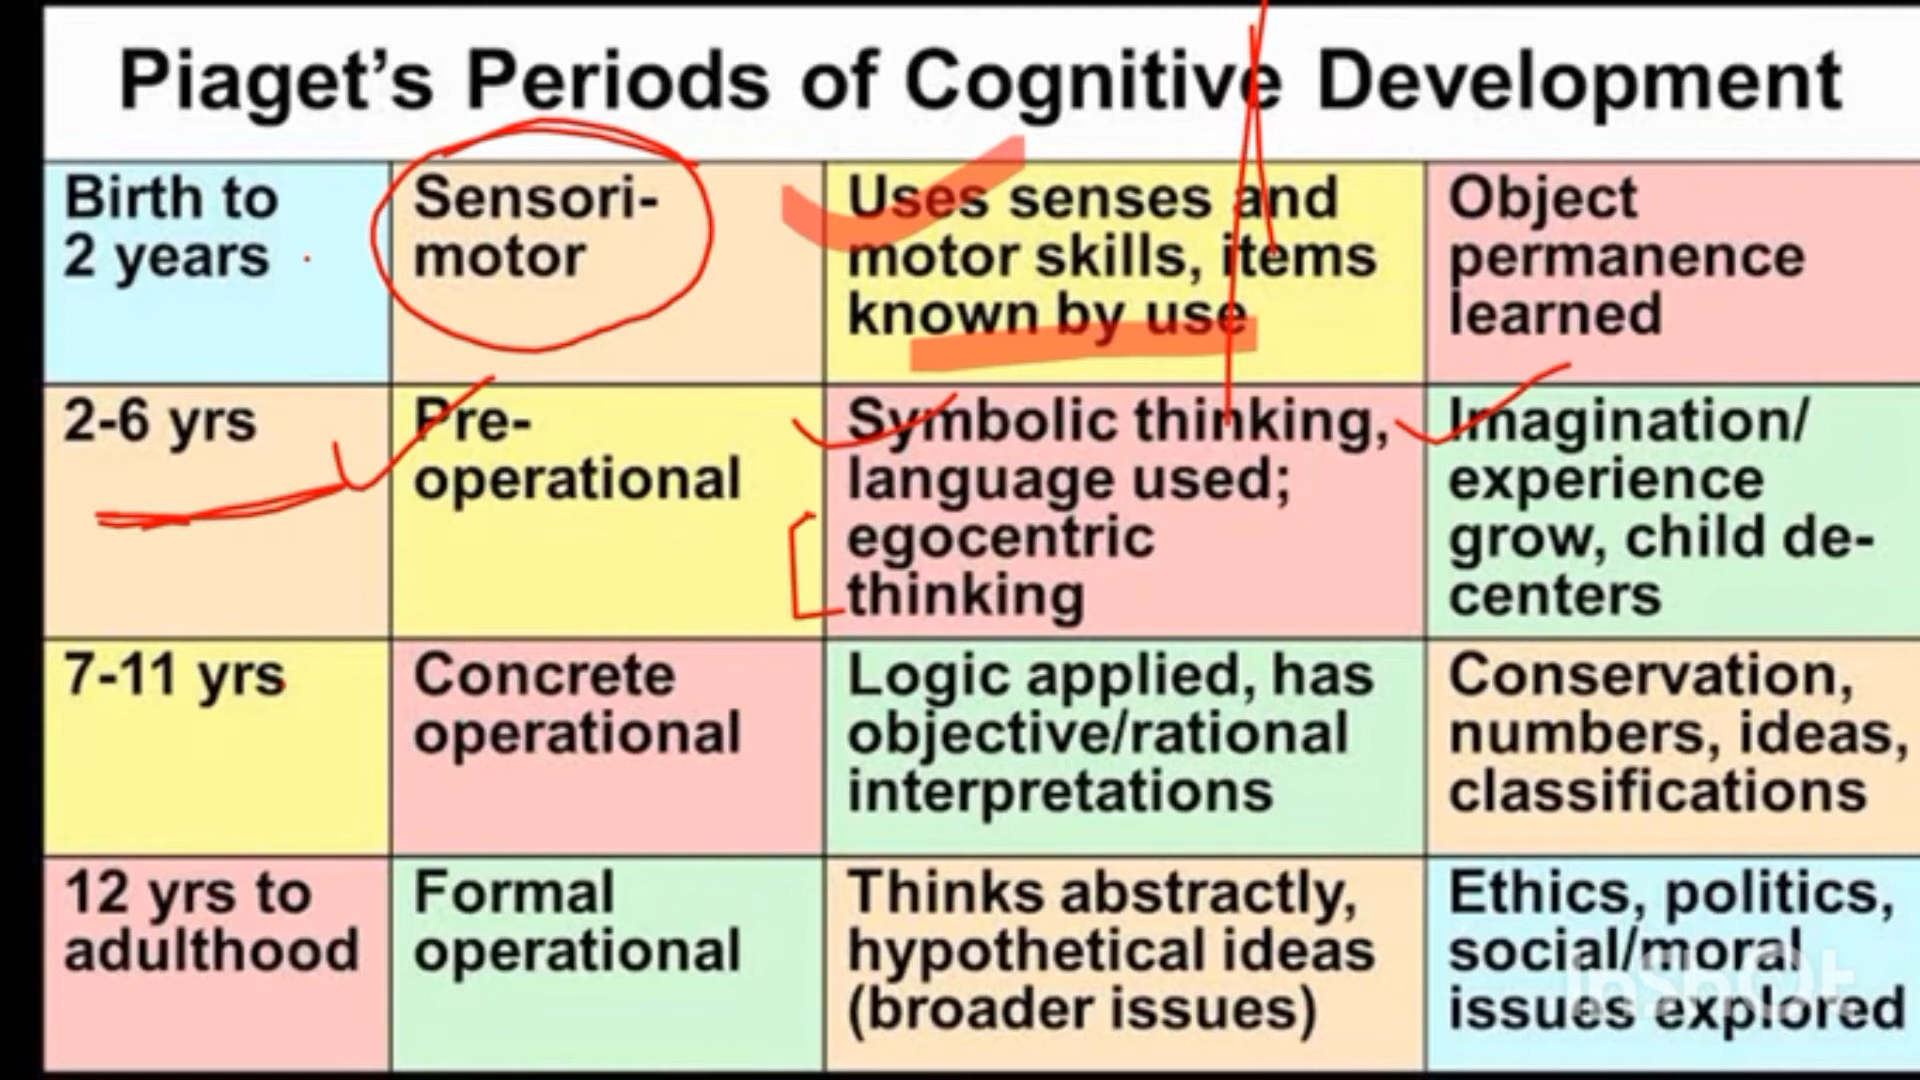 Piaget's Periods of Cognitive Development
Birth to
2 years
Sensori-
motor
Uses senses and
motor skills, items
known by use
Object
permanence
learned
2-6 yrs
Pre-
operational
Symbolic thinking,
language used;
egocentric
thinking
Imagination/
experience
grow, child de-
centers
7-11 yrs
Concrete
operational
Logic applied, has
objective/rational
interpretations
Conservation,
numbers, ideas,
classifications
12 yrs to
adulthood
Formal
operational
Thinks abstractly,
hypothetical ideas
(broader issues)
Ethics, politics,
social/moral
issues explored
InShOt